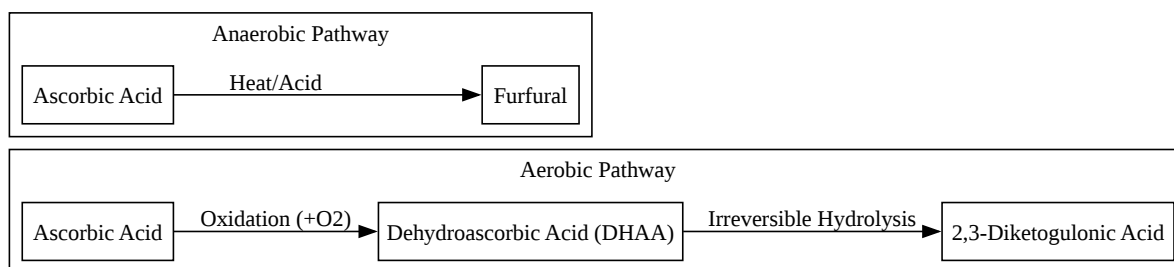 Anaerobic Pathway
Ascorbic Acid
Heat/Acid
Furfural
Aerobic Pathway
Ascorbic Acid
Oxidation (+O2)
Dehydroascorbic Acid (DHAA)
Irreversible Hydrolysis
2,3-Diketogulonic Acid